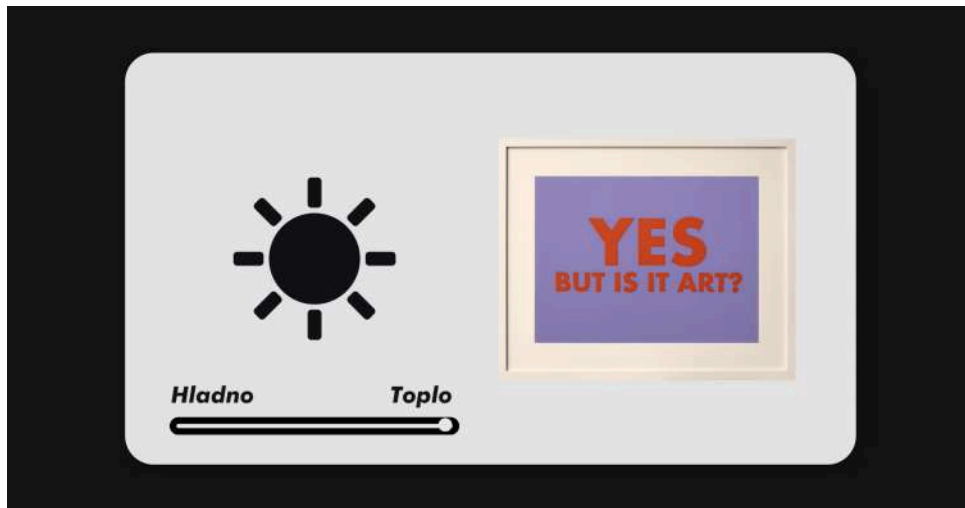 YES
BUT IS IT ART?
Hladno
Toplo